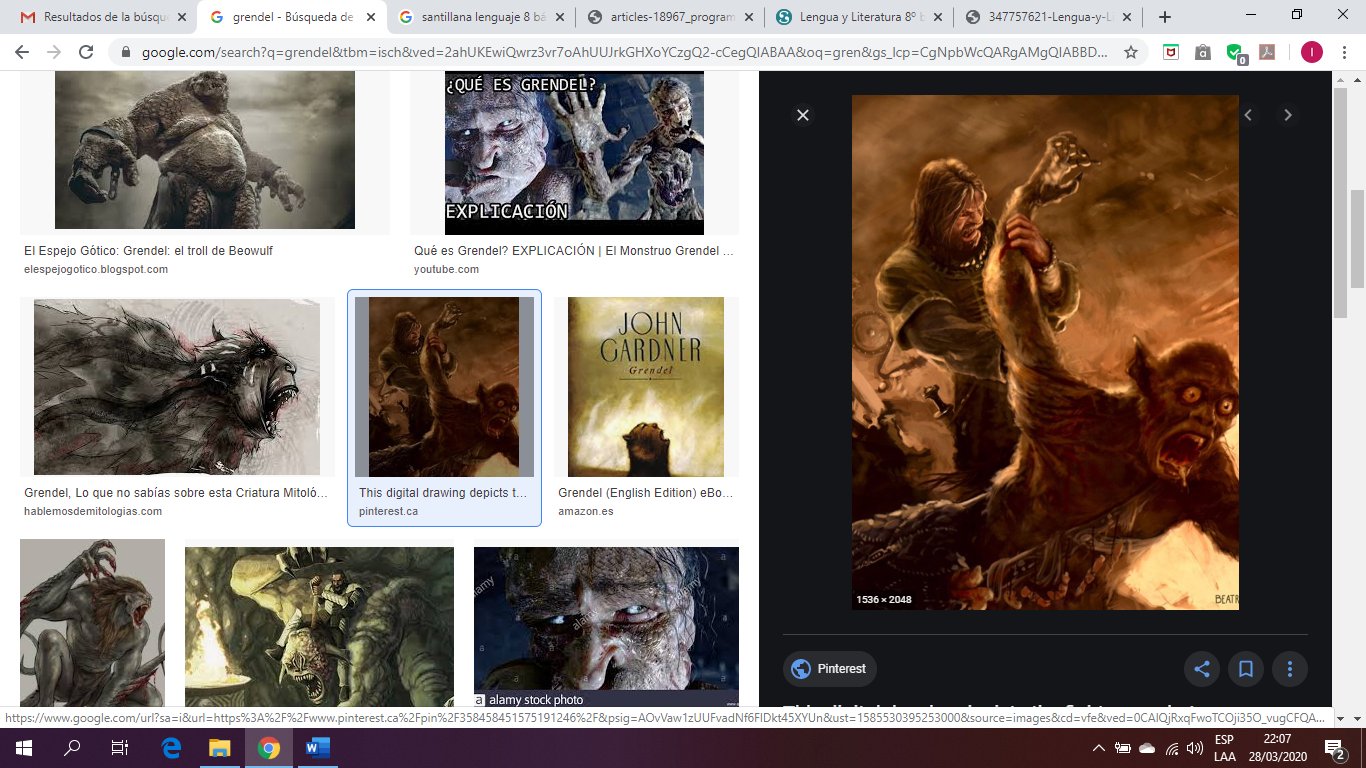 Resultados de la búsqu
grendel - Búsqueda de
santillana lenguaje 8 bá
articles-18967_program
Lengua y Literatura 8º b
347757621-Lengua-y-Li
google.com/search?q=grendel&tbm=isch&ved=2ahUKEwiQwrz3vr7oAhUUJrkGHXoYCzgQ2-cCegQIABAA&oq=gren&gs_lcp=CgNpbWcQARgAMgQIABBD...
0
I
¿QUÉ ES GRENDEL?
EXPLICACIÓN
El Espejo Gótico: Grendel: el troll de Beowulf
elespejogotico.blogspot.com
Qué es Grendel? EXPLICACIÓN | El Monstruo Grendel ...
youtube.com
JOHN
GARDNER
Grendel
Grendel, Lo que no sabías sobre esta Criatura Mitoló...
hablemosdemitologias.com
This digital drawing depicts t...
pinterest.ca
Grendel (English Edition) eBo...
amazon.es
alamy
a alamy stock photo
1536 × 2048
BEATR
Pinterest
https://www.google.com/url?sa=i&url=https%3A%2F%2Fwww.pinterest.ca%2Fpin%2F358458451575191246%2F&psig=AOvVaw1zUUFvadNf6FIDkt45XYUn&ust=1585530395253000&source=images&cd=vfe&ved=0CAIQjRxqFwoTCOji35O_vugCFQA...
ESP
LAA
22:07
28/03/2020
2